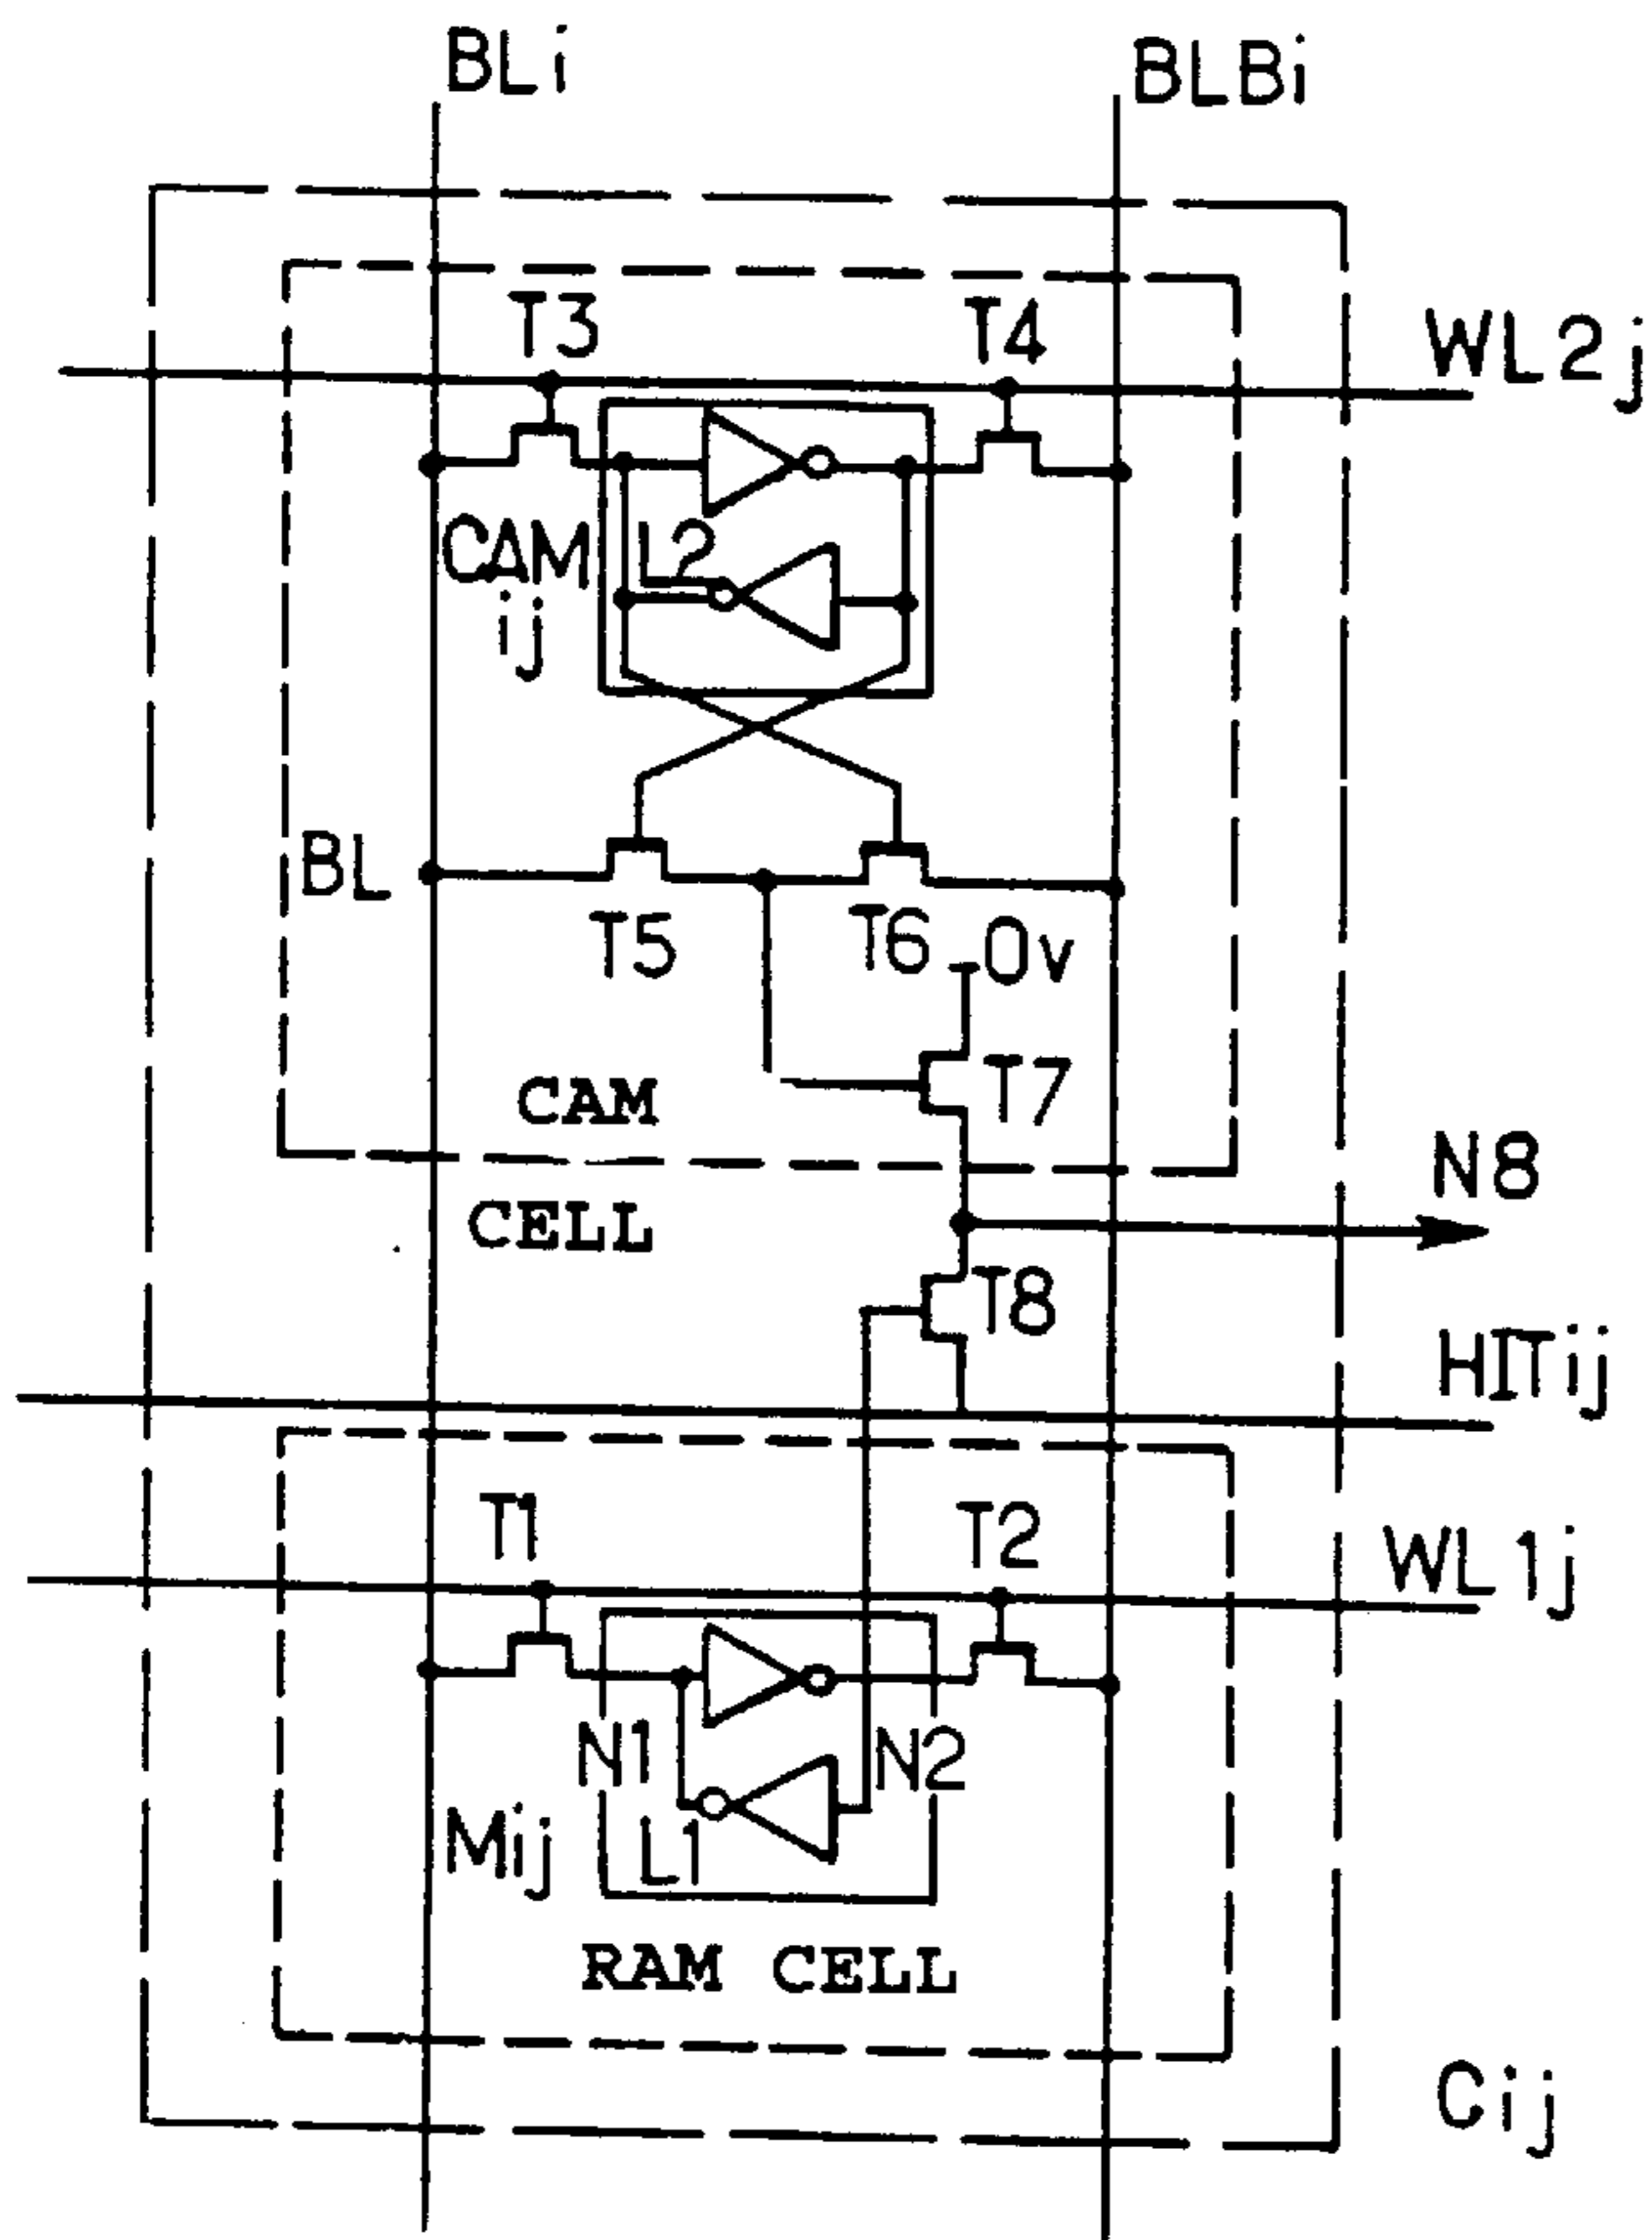 BLi
BLBi
T3
T4
WL2j
CAM
ij
L2
BL
T5
T6
0v
T7
CAM
CELL
N8
T8
HITij
T1
T2
WL1j
N1
N2
Mij
L1
RAM CELL
Cij